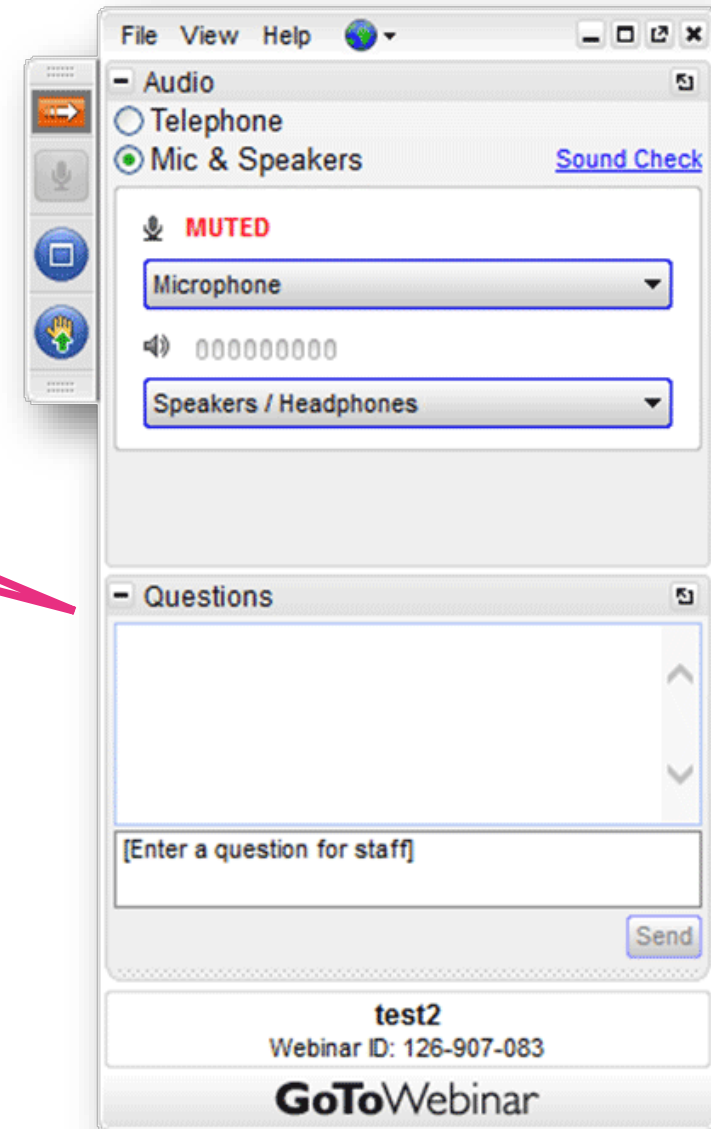 File View Help
Audio
Telephone
Mic & Speakers Sound Check
MUTED
Microphone
000000000
Speakers / Headphones
Questions
[Enter a question for staff]
Send
test2
Webinar ID: 126-907-083
GoToWebinar